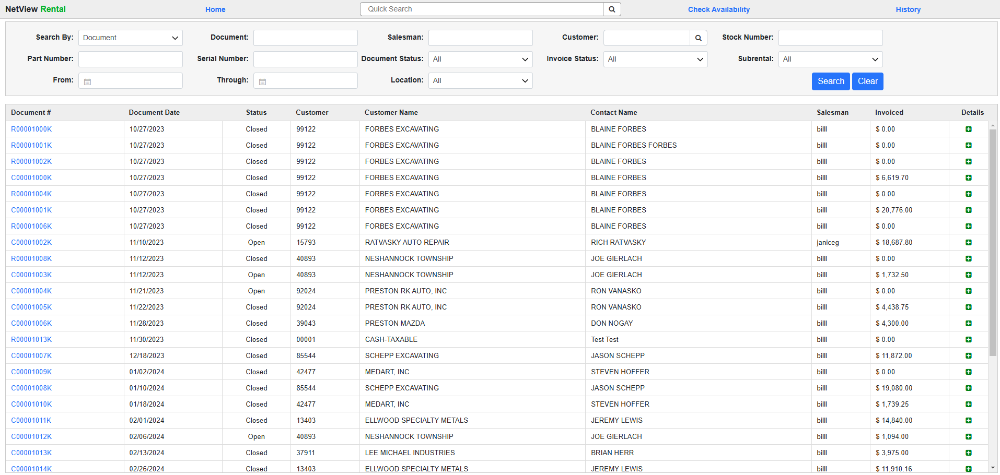 NetView Rental Home Quick Search Check Availability History
Search By: Document Document: Salesman: Customer: Stock Number:
Part Number: Serial Number: Document Status: All Invoice Status: All Subrental: All
From: Through: Location: All Search Clear
Document # Document Date Status Customer Customer Name Contact Name Salesman Invoiced Details
R00001000K 10/27/2023 Closed 99122 FORBES EXCAVATING BLAINE FORBES billl $ 0.00
R00001001K 10/27/2023 Closed 99122 FORBES EXCAVATING BLAINE FORBES FORBES billl $ 0.00
R00001002K 10/27/2023 Closed 99122 FORBES EXCAVATING BLAINE FORBES billl $ 0.00
C00001000K 10/27/2023 Closed 99122 FORBES EXCAVATING BLAINE FORBES billl $ 6,619.70
R00001004K 10/27/2023 Closed 99122 FORBES EXCAVATING BLAINE FORBES billl $ 0.00
C00001001K 10/27/2023 Closed 99122 FORBES EXCAVATING BLAINE FORBES billl $ 20,776.00
R00001006K 10/27/2023 Closed 99122 FORBES EXCAVATING BLAINE FORBES billl $ 0.00
C00001002K 11/10/2023 Open 15793 RATVASKY AUTO REPAIR RICH RATVASKY janiceg $ 18,687.80
R00001008K 11/12/2023 Closed 40893 NESHANNOCK TOWNSHIP JOE GIERLACH billl $ 0.00
C00001003K 11/12/2023 Open 40893 NESHANNOCK TOWNSHIP JOE GIERLACH billl $ 1,732.50
C00001004K 11/21/2023 Open 92024 PRESTON RK AUTO, INC RON VANASKO billl $ 0.00
C00001005K 11/22/2023 Closed 92024 PRESTON RK AUTO, INC RON VANASKO billl $ 4,438.75
C00001006K 11/28/2023 Closed 39043 PRESTON MAZDA DON NOGAY billl $ 4,300.00
R00001013K 11/30/2023 Closed 00001 CASH-TAXABLE Test Test billl $ 0.00
C00001007K 12/18/2023 Closed 85544 SCHEPP EXCAVATING JASON SCHEPP billl $ 11,872.00
C00001009K 01/02/2024 Closed 42477 MEDART, INC STEVEN HOFFER billl $ 0.00
C00001008K 01/10/2024 Closed 85544 SCHEPP EXCAVATING JASON SCHEPP billl $ 19,080.00
C00001010K 01/18/2024 Closed 42477 MEDART, INC STEVEN HOFFER billl $ 1,739.25
C00001011K 02/01/2024 Closed 13403 ELLWOOD SPECIALTY METALS JEREMY LEWIS billl $ 14,840.00
C00001012K 02/06/2024 Open 40893 NESHANNOCK TOWNSHIP JOE GIERLACH billl $ 1,094.00
C00001013K 02/13/2024 Closed 37911 LEE MICHAEL INDUSTRIES BRIAN HERR billl $ 3,975.00
C00001014K 02/26/2024 Closed 13403 ELLWOOD SPECIALTY METALS JEREMY LEWIS billl $ 11,910.16